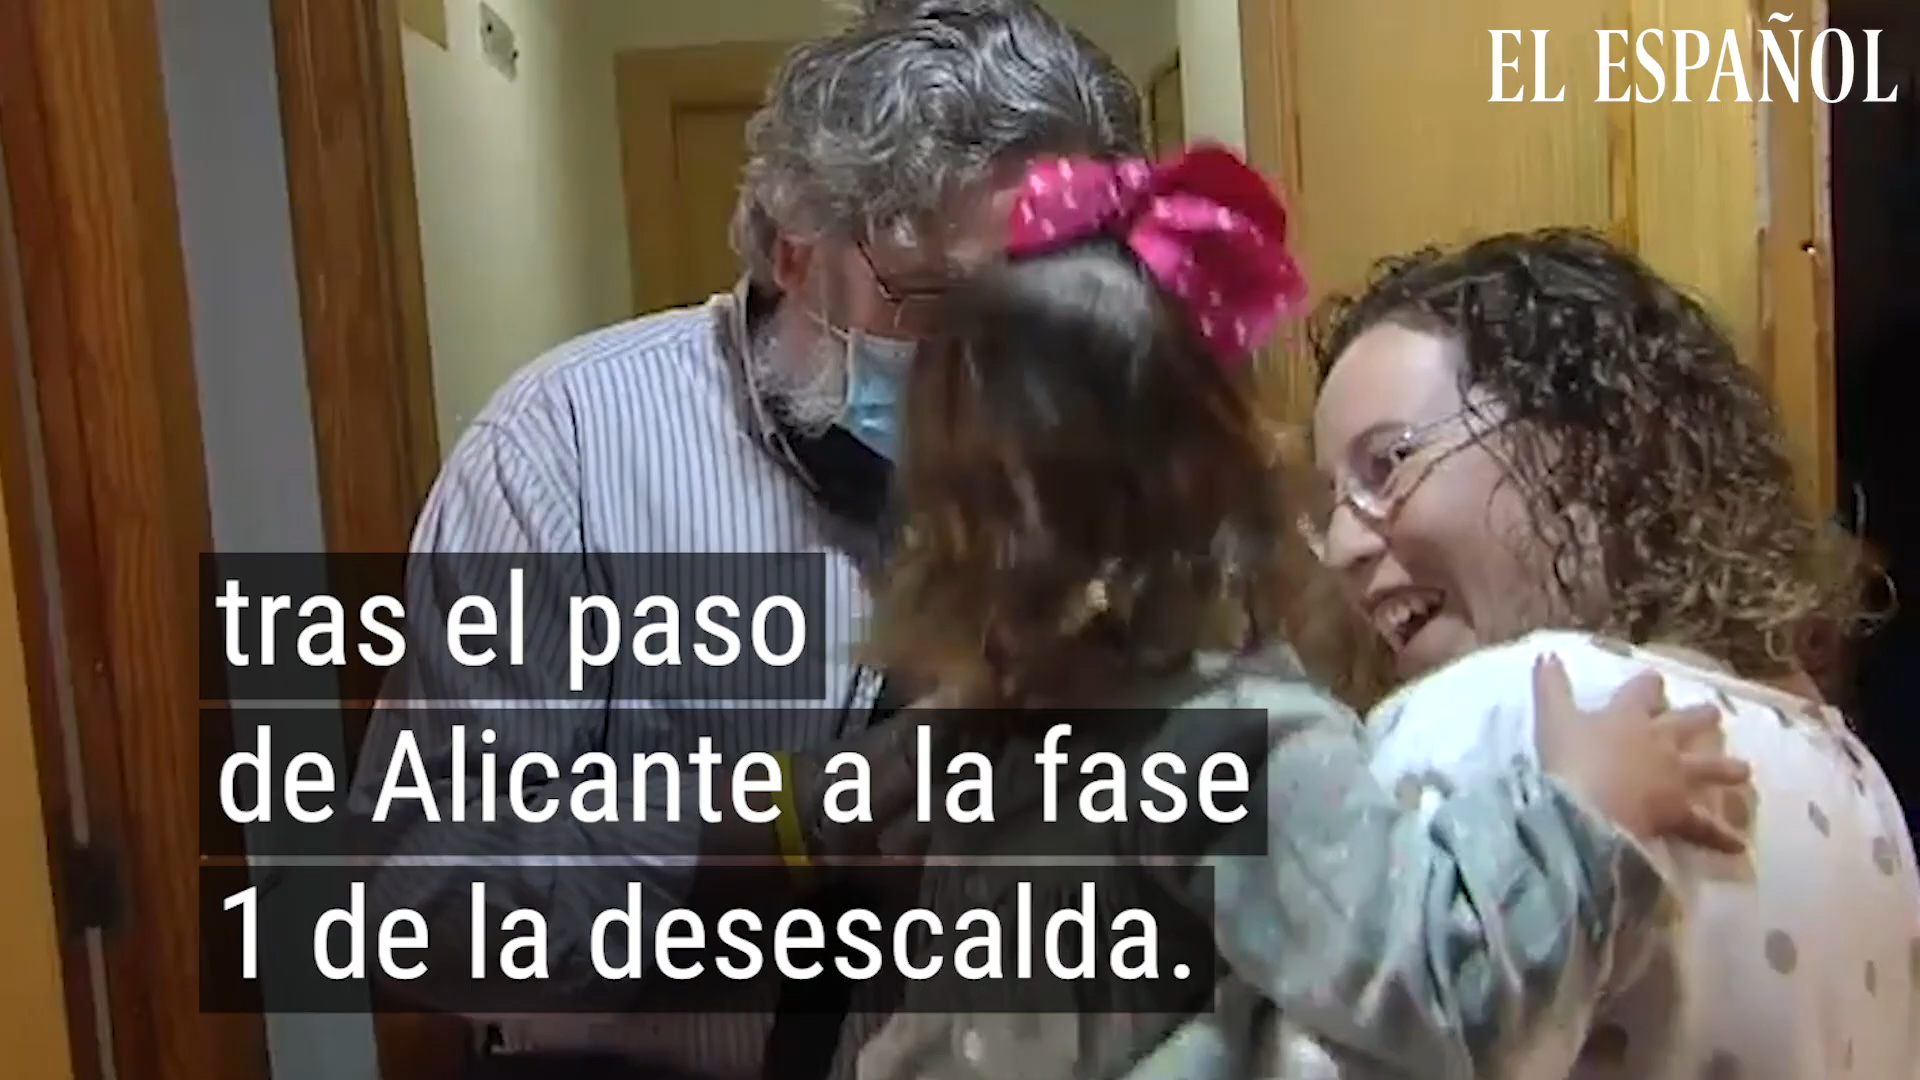 EL ESPAÑOL
tras el paso
de Alicante a la fase
1 de la desescalda.